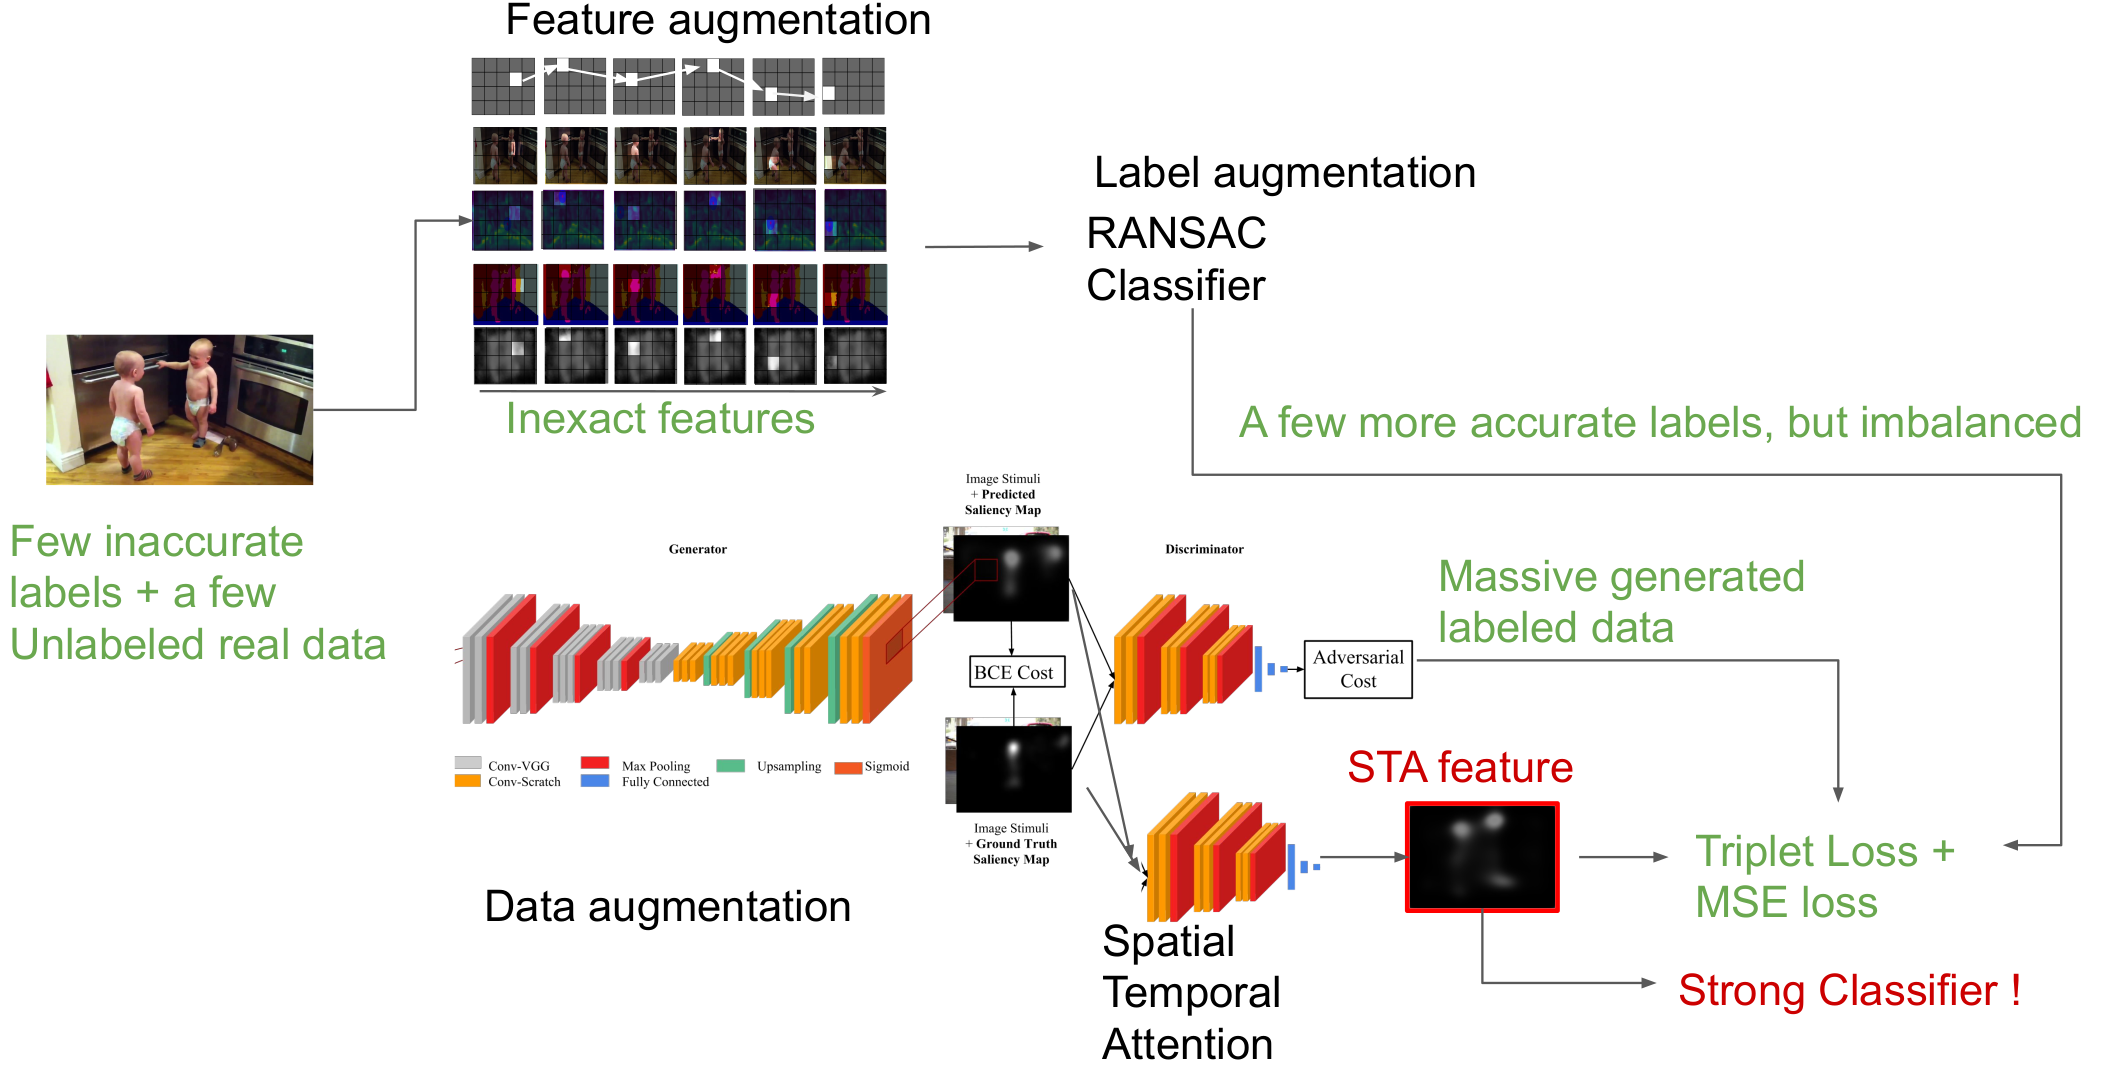 Feature augmentation
Label augmentation
RANSAC
Classifier
Inexact features
A few more accurate labels, but imbalanced
Few inaccurate
labels + a few
Unlabeled real data
Image Stimuli
+ Predicted
Saliency Map
Generator
Discriminator
Massive generated
labeled data
BCE Cost
Adversarial
Cost
Conv-VGG
Max Pooling
Upsampling
Sigmoid
Conv-Scratch
Fully Connected
STA feature
Image Stimuli
+ Ground Truth
Saliency Map
Triplet Loss +
MSE loss
Data augmentation
Spatial
Temporal
Attention
Strong Classifier !